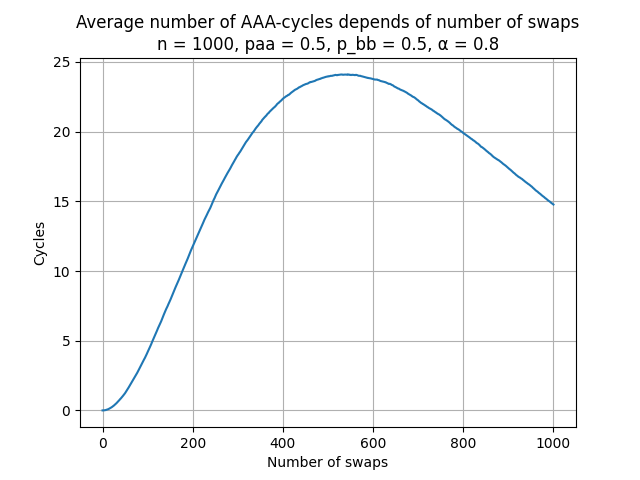 Average number of AAA-cycles depends of number of swaps
n = 1000, paa = 0.5, p_bb = 0.5, α = 0.8
25
20
15
10
5
0
Cycles
0 200 400 600 800 1000
Number of swaps